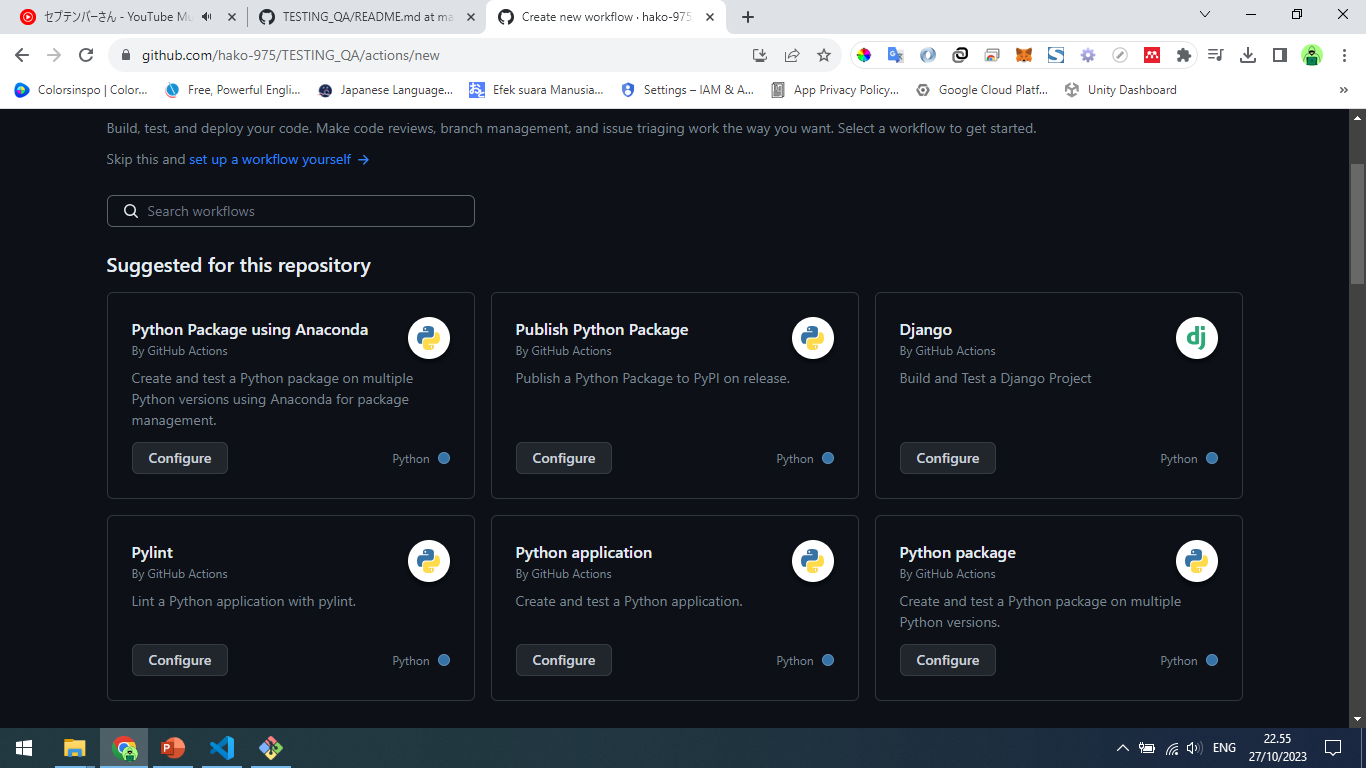 セブテンバーさん - YouTube Mu
TESTING_QA/README.md at ma
Create new workflow · hako-975
github.com/hako-975/TESTING_QA/actions/new
Colorsinspo | Color...
Free, Powerful Engli...
Japanese Language...
Efek suara Manusia...
Settings – IAM & A...
App Privacy Policy...
Google Cloud Platf...
Unity Dashboard
»
Build, test, and deploy your code. Make code reviews, branch management, and issue triaging work the way you want. Select a workflow to get started.
Skip this and set up a workflow yourself →
Search workflows
Suggested for this repository
Python Package using Anaconda
By GitHub Actions
Create and test a Python package on multiple
Python versions using Anaconda for package
management.
Configure
Python
Publish Python Package
By GitHub Actions
Publish a Python Package to PyPI on release.
Configure
Python
Django
dj
By GitHub Actions
Build and Test a Django Project
Configure
Python
Pylint
By GitHub Actions
Lint a Python application with pylint.
Configure
Python
Python application
By GitHub Actions
Create and test a Python application.
Configure
Python
Python package
By GitHub Actions
Create and test a Python package on multiple
Python versions.
Configure
Python
ENG
22.55
27/10/2023